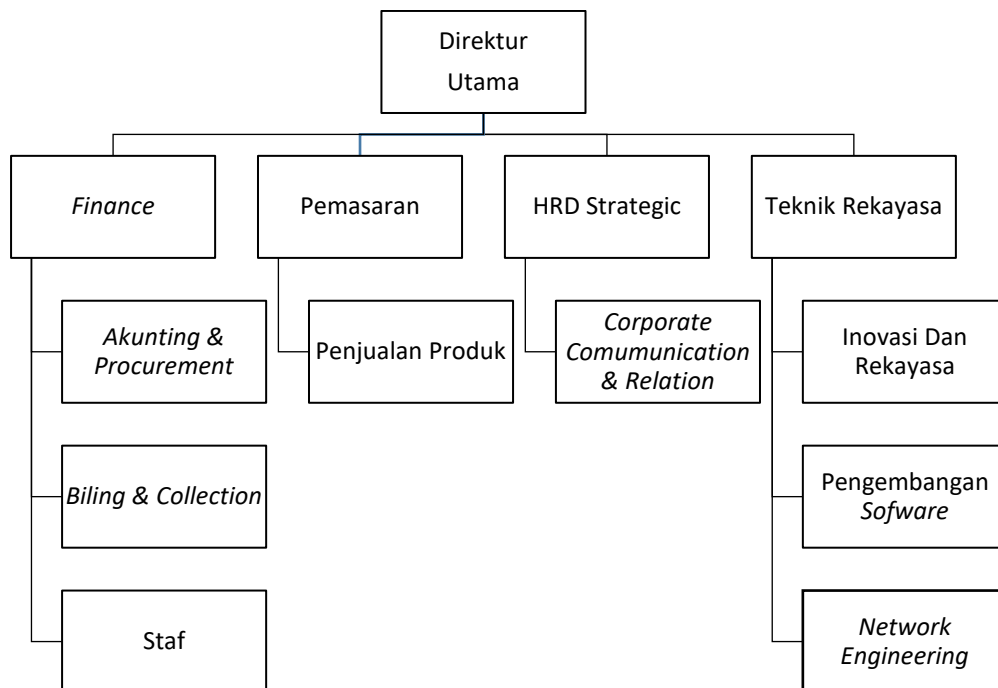 Direktur
Utama
Finance
Pemasaran
HRD Strategic
Teknik Rekayasa
Akunting &
Procurement
Penjualan Produk
Corporate
Comumunication
& Relation
Inovasi Dan
Rekayasa
Biling & Collection
Pengembangan
Sofware
Staf
Network
Engineering